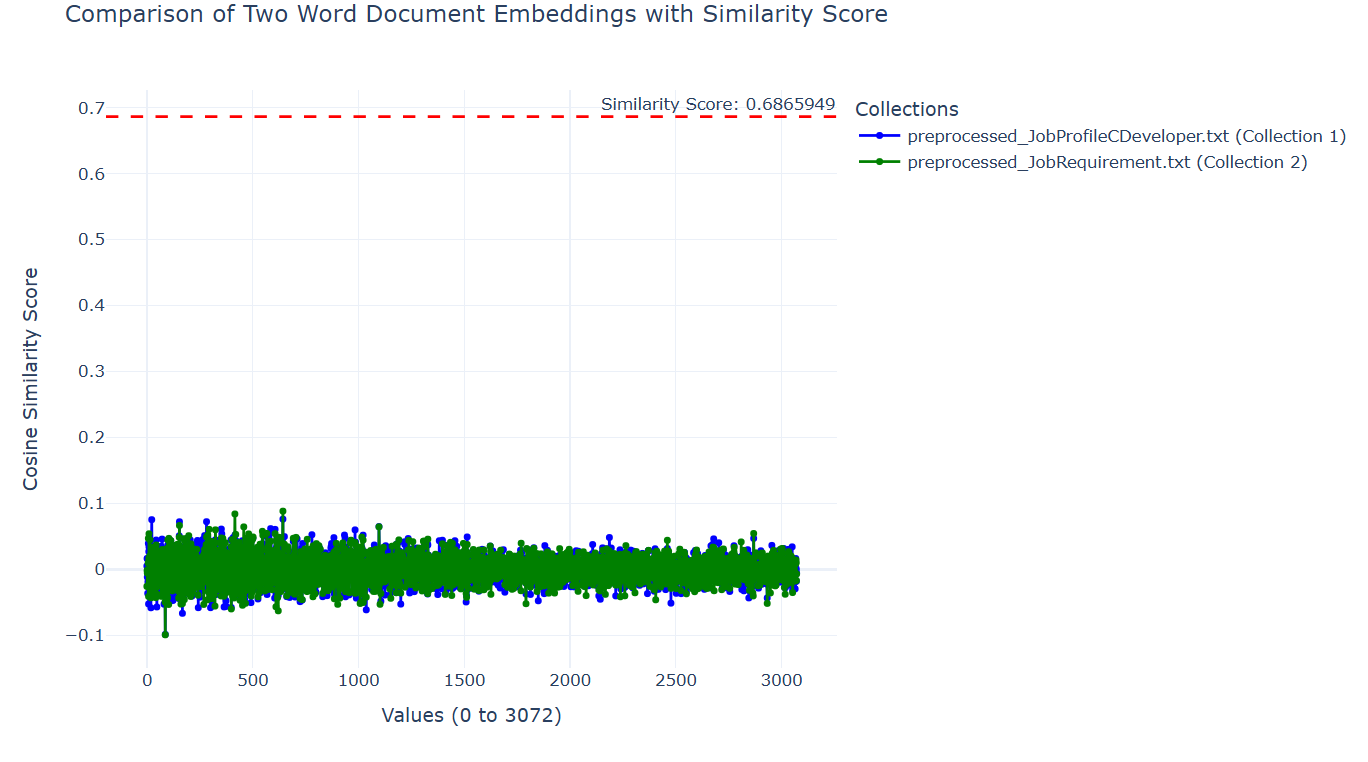 Comparison of Two Word Document Embeddings with Similarity Score
Similarity Score: 0.6865949
Collections
preprocessed_JobProfileCDeveloper.txt (Collection 1)
preprocessed_JobRequirement.txt (Collection 2)
Cosine Similarity Score
0.7
0.6
0.5
0.4
0.3
0.2
0.1
0
−0.1
0 500 1000 1500 2000 2500 3000
Values (0 to 3072)